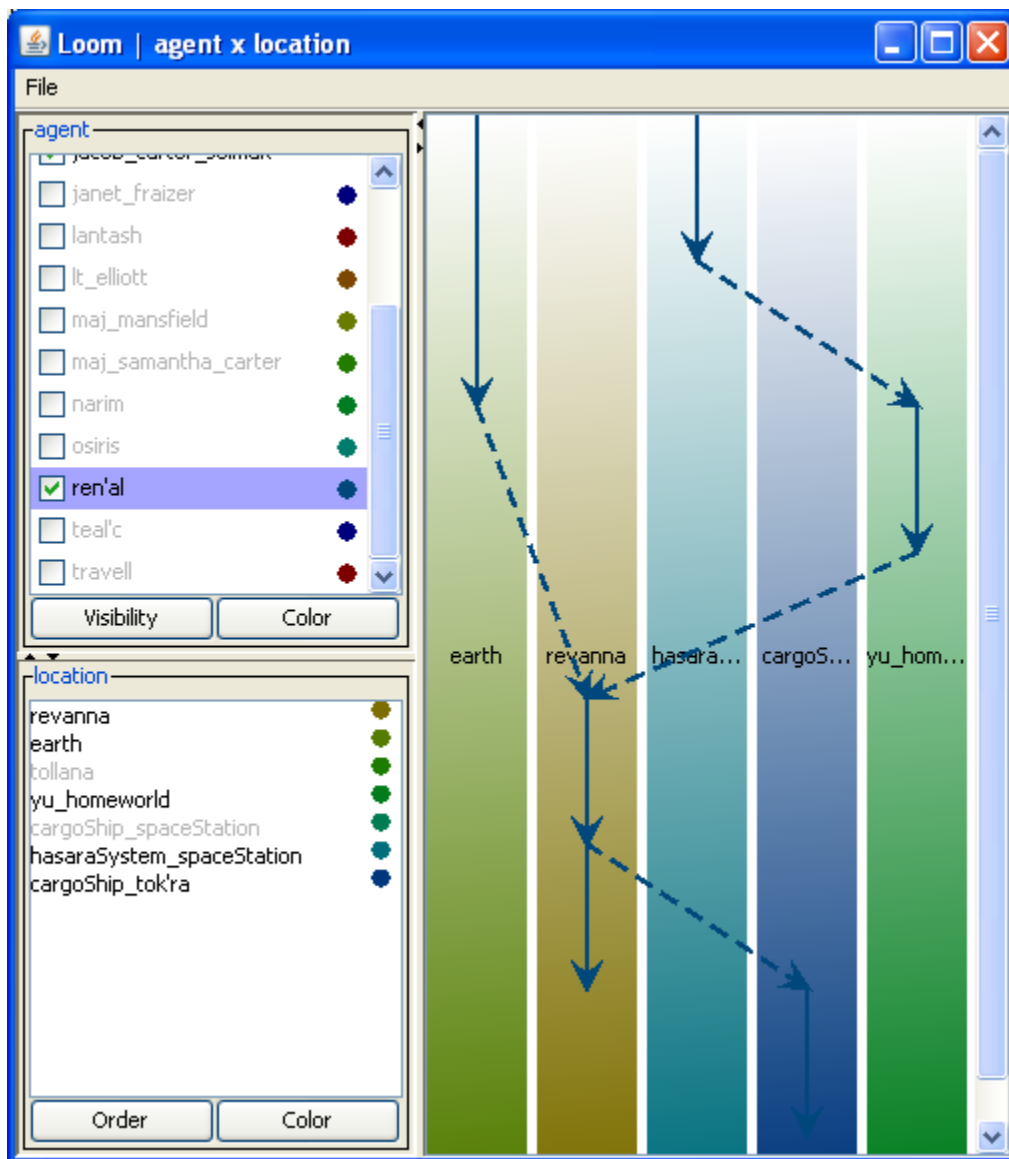 Loom | agent x location
File
agent
jacob_carter_selmak
janet_fraizer
lantash
lt_elliott
maj_mansfield
maj_samantha_carter
narim
osiris
ren'al
teal'c
travell
Visibility
Color
location
revanna
earth
tollana
yu_homeworld
cargoShip_spaceStation
hasaraSystem_spaceStation
cargoShip_tok'ra
Order
Color
earth
revanna
hasara...
cargoS...
yu_hom...